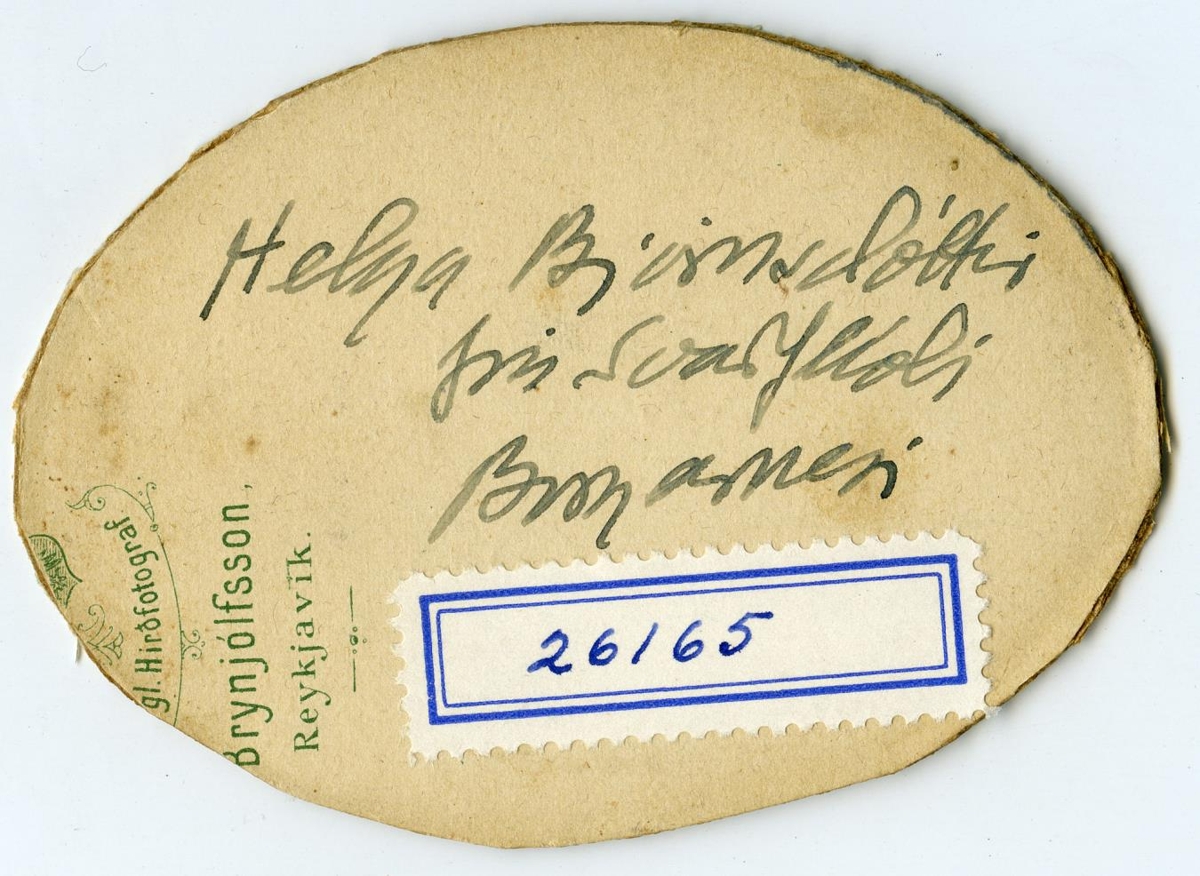 Helga Björnsdóttir
frá Svarfhóli
Borgarnesi
26165
gl. Hirðfotograf
Brynjólfsson,
Reykjavík.